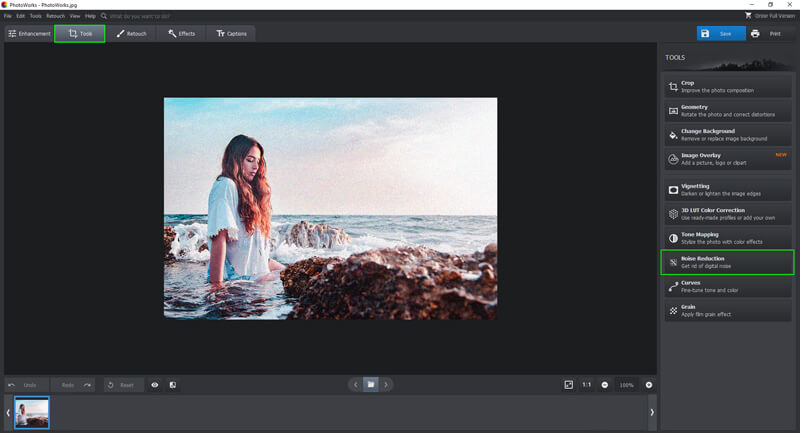 PhotoWorks - PhotoWorks.jpg
File Edit Tools Retouch View Help What do you want to do? Order Full Version
Enhancement Tools Retouch Effects Captions Save Print
TOOLS
Crop
Improve the photo composition
Geometry
Rotate the photo and correct distortions
Change Background
Remove or replace image background
Image Overlay NEW
Add a picture, logo or clipart
Vignetting
Darken or lighten the image edges
3D LUT Color Correction
Use ready-made profiles or add your own
Tone Mapping
Stylize the photo with color effects
Noise Reduction
Get rid of digital noise
Curves
Fine-tune tone and color
Grain
Apply film grain effect
Undo Redo Reset 1:1 100%